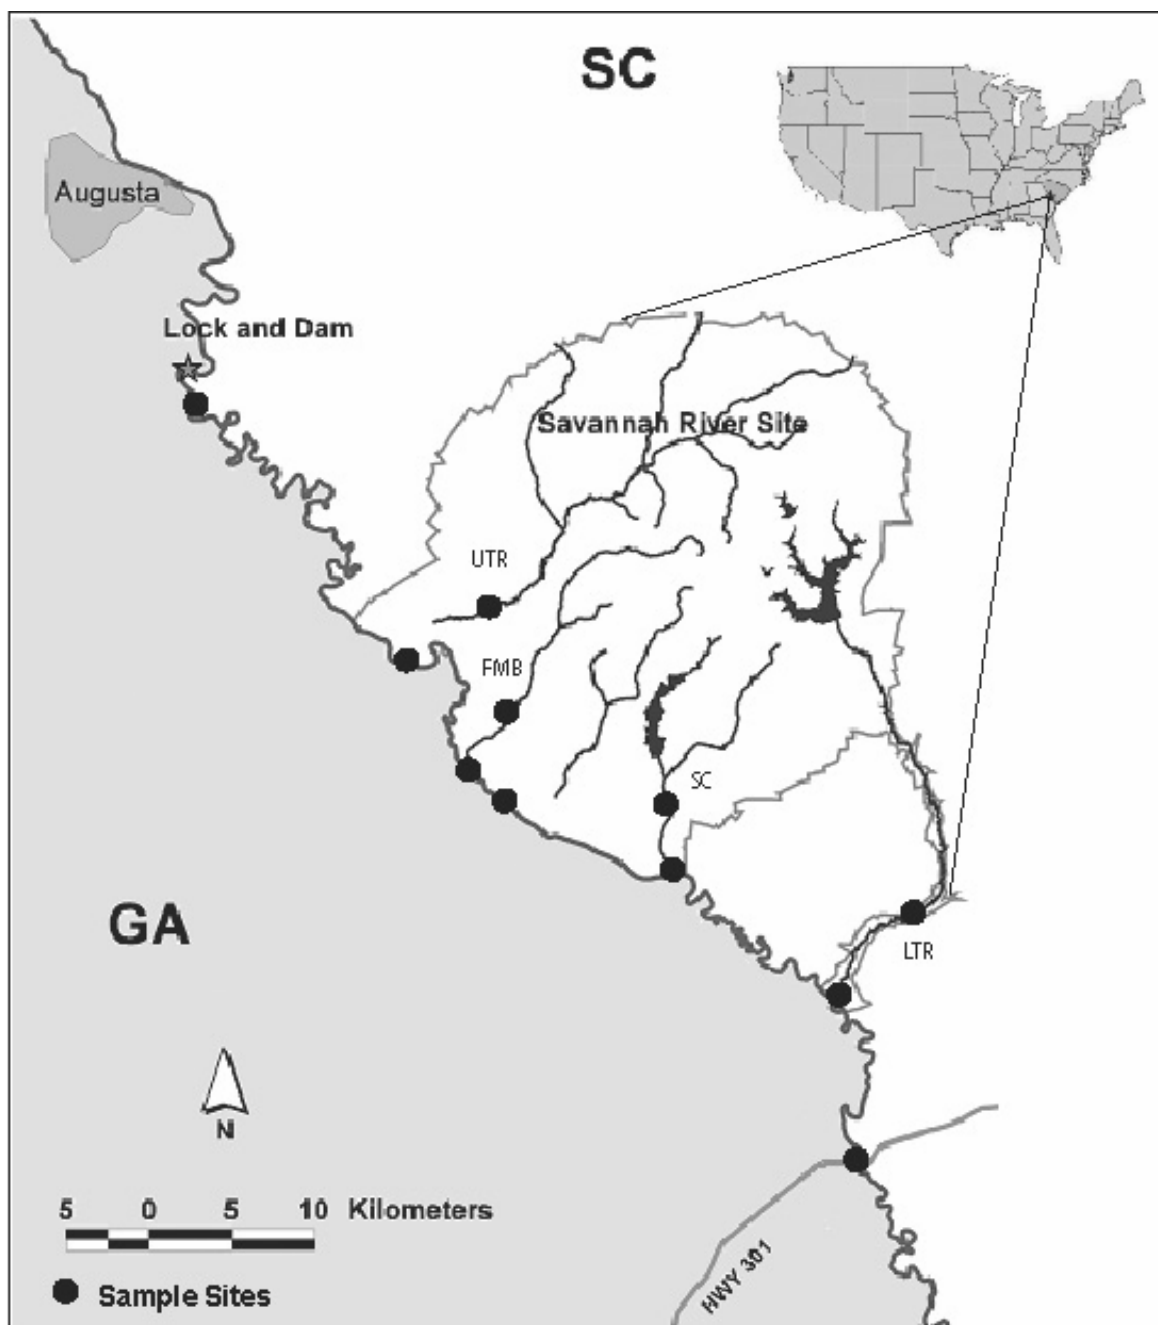 SC
Augusta
Lock and Dam
Savannah River Site
UTR
FMB
SC
GA
LTR
N
5 0 5 10 Kilometers
HWY 301
Sample Sites